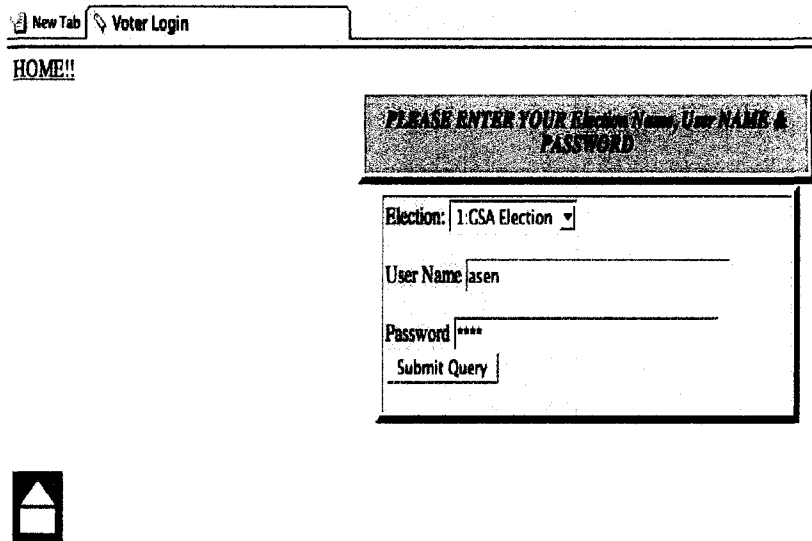 New Tab Voter Login
HOME!!
PLEASE ENTER YOUR Election Name, User NAME &
PASSWORD
Election: 1:CSA Election
User Name asen
Password ****
Submit Query